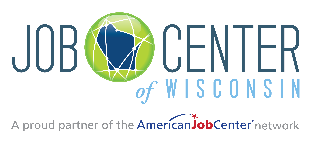 JOB CENTER
of WISCONSIN
A proud partner of the AmericanJobCenter network